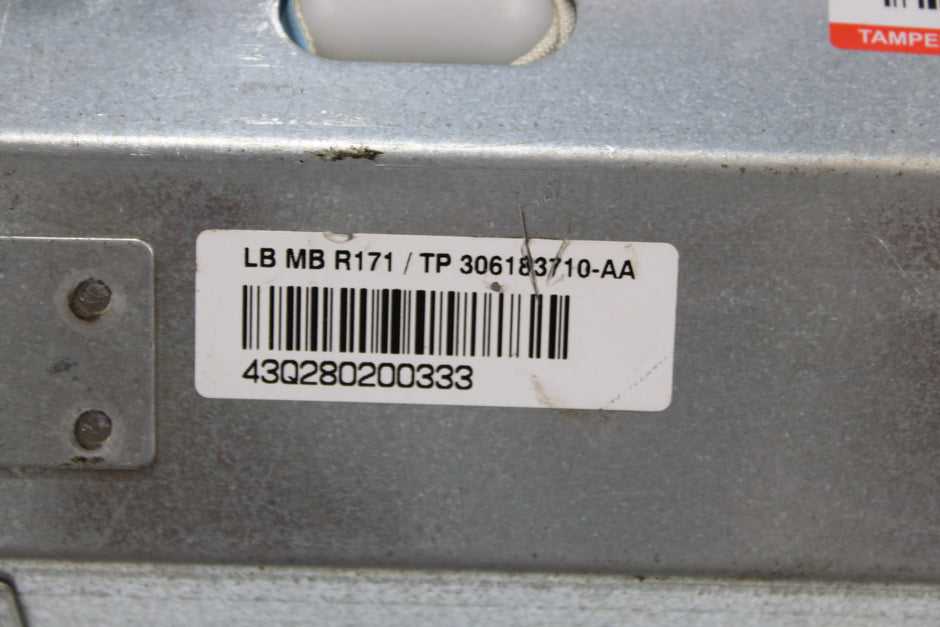 TAMPE
LB MB R171 / TP 306183710-AA
43Q280200333